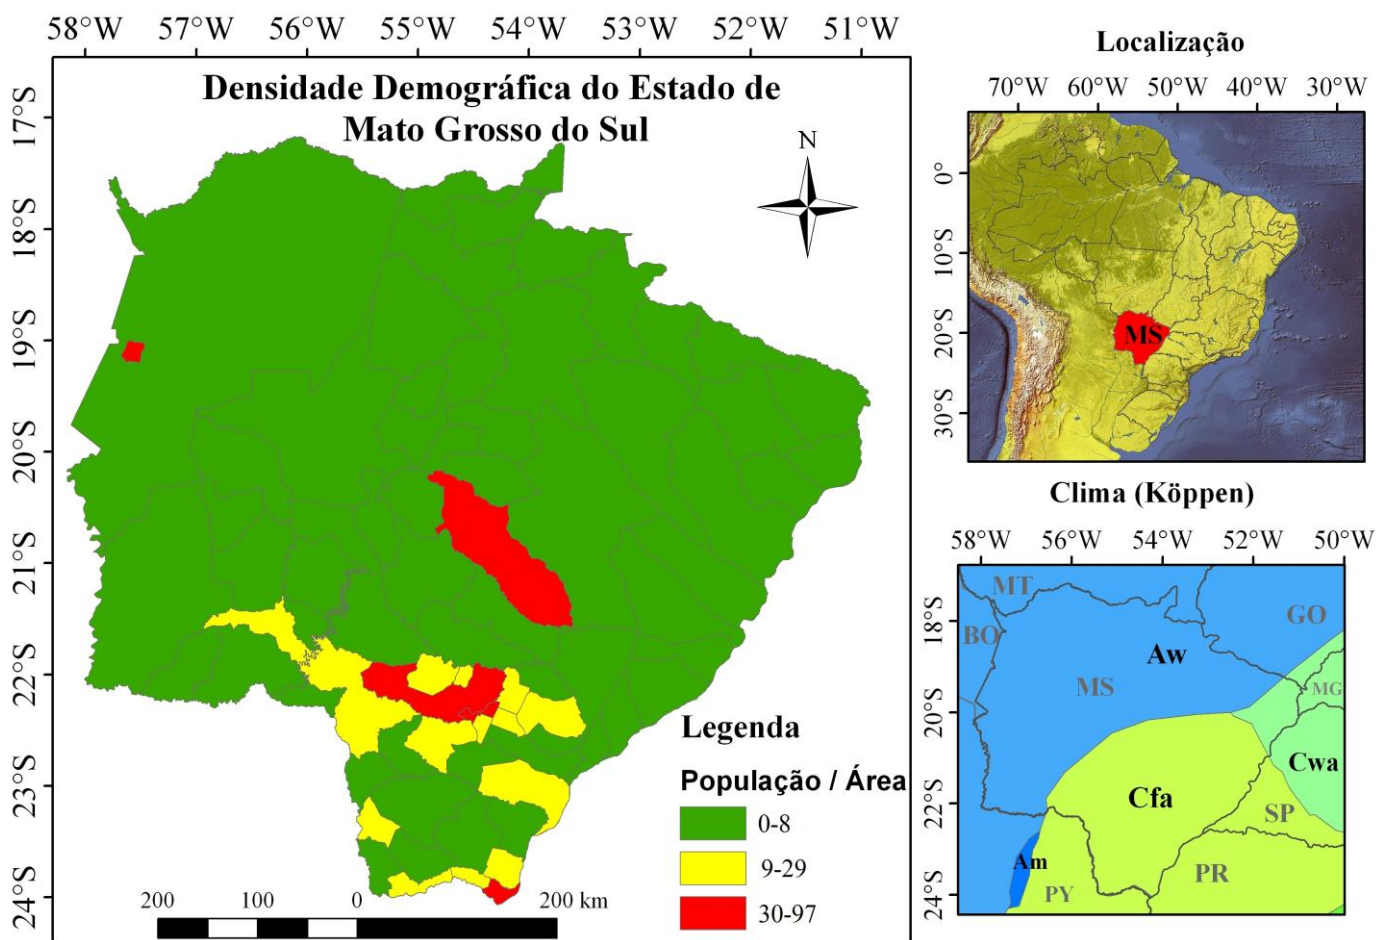 58°W 57°W 56°W 55°W 54°W 53°W 52°W 51°W
Densidade Demográfica do Estado de
Mato Grosso do Sul
N
17°S
18°S
19°S
20°S
21°S
22°S
23°S
24°S
Legenda
População / Área
0-8
9-29
30-97
200 100 0 200 km
Localização
70°W 60°W 50°W 40°W 30°W
0°
10°S
20°S
30°S
MS
Clima (Köppen)
58°W 56°W 54°W 52°W 50°W
18°S
20°S
22°S
24°S
MT
GO
BO
Aw
MS
MG
Cwa
Cfa
SP
Am
PR
PY